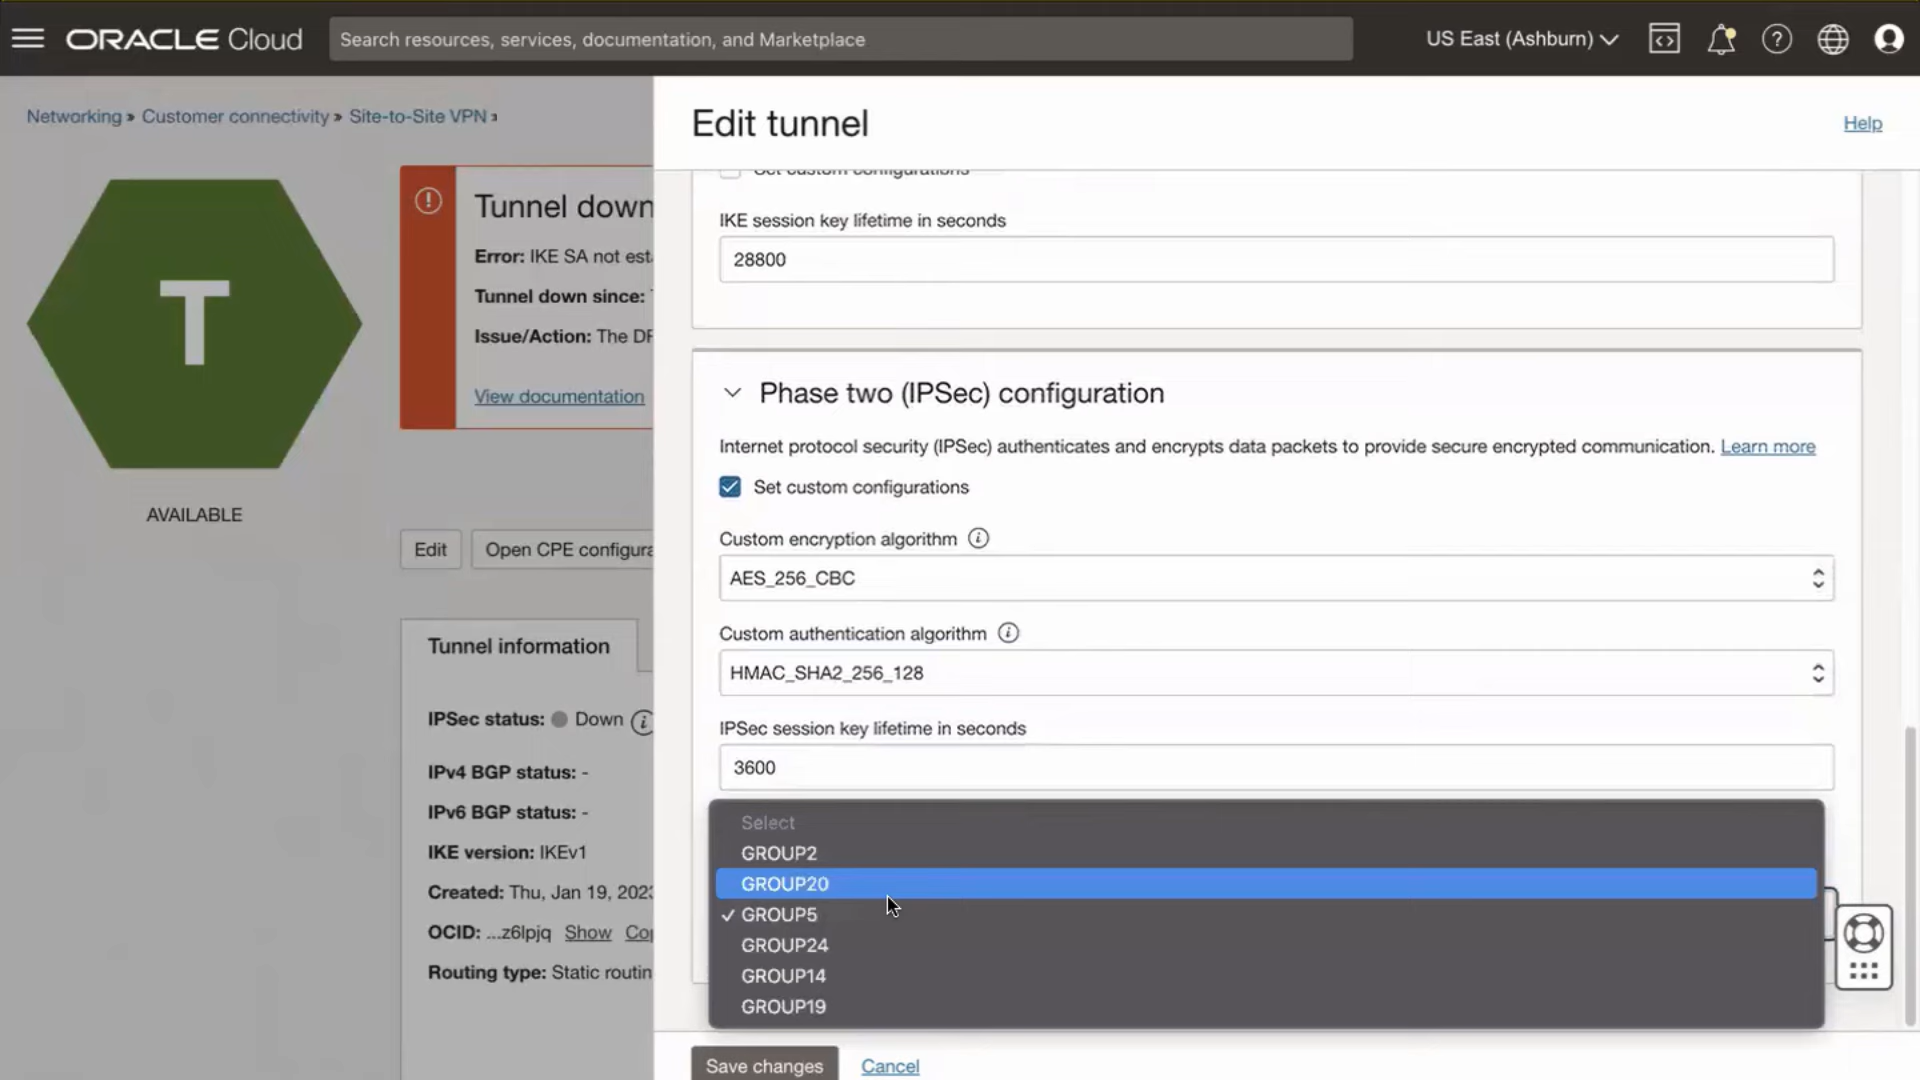 ORACLE Cloud
Search resources, services, documentation, and Marketplace
US East (Ashburn)
Networking » Customer connectivity » Site-to-Site VPN »
T
AVAILABLE
Tunnel down
Error: IKE SA not est
Tunnel down since:
Issue/Action: The DR
View documentation
Edit
Open CPE configura
Tunnel information
IPSec status: Down
IPv4 BGP status: -
IPv6 BGP status: -
IKE version: IKEv1
Created: Thu, Jan 19, 2023
OCID: ...z6lpjq Show Cop
Routing type: Static routin
Edit tunnel
Help
Set custom configurations
IKE session key lifetime in seconds
28800
Phase two (IPSec) configuration
Internet protocol security (IPSec) authenticates and encrypts data packets to provide secure encrypted communication. Learn more
Set custom configurations
Custom encryption algorithm
AES_256_CBC
Custom authentication algorithm
HMAC_SHA2_256_128
IPSec session key lifetime in seconds
3600
Select
GROUP2
GROUP20
GROUP5
GROUP24
GROUP14
GROUP19
Save changes
Cancel